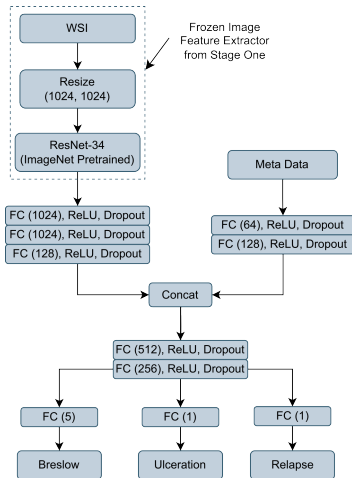 WSI
Frozen Image
Feature Extractor
from Stage One
Resize
(1024, 1024)
ResNet-34
(ImageNet Pretrained)
Meta Data
FC (1024), ReLU, Dropout
FC (1024), ReLU, Dropout
FC (128), ReLU, Dropout
FC (64), ReLU, Dropout
FC (128), ReLU, Dropout
Concat
FC (512), ReLU, Dropout
FC (256), ReLU, Dropout
FC (5)
FC (1)
FC (1)
Breslow
Ulceration
Relapse